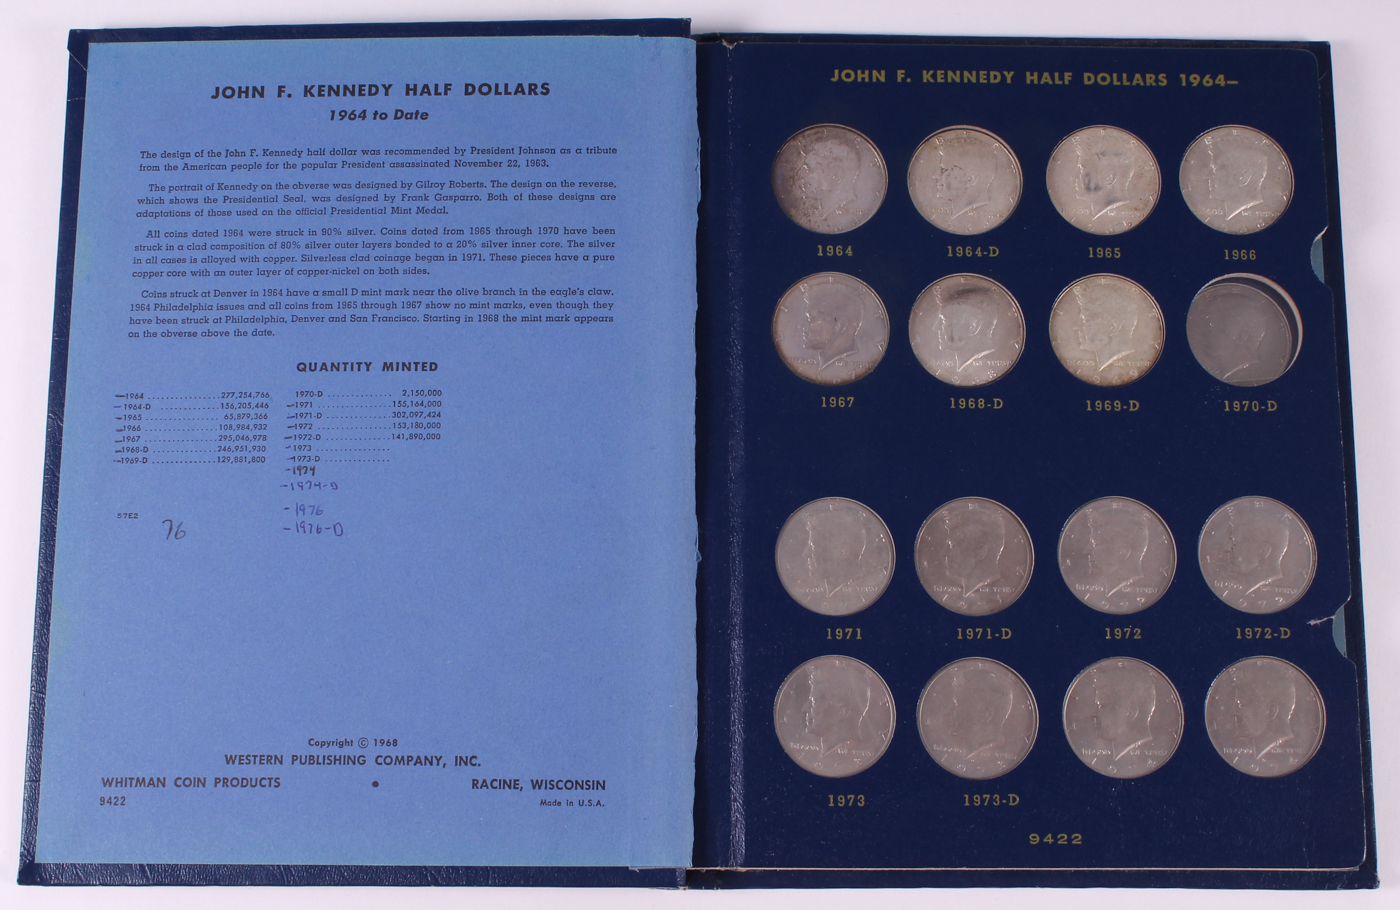 JOHN F. KENNEDY HALF DOLLARS
1964 to Date
The design of the John F. Kennedy half dollar was recommended by President Johnson as a tribute
from the American people for the popular President assassinated November 22, 1963.
The portrait of Kennedy on the obverse was designed by Gilroy Roberts. The design on the reverse,
which shows the Presidential Seal, was designed by Frank Gasparro. Both of these designs are
adaptations of those used on the official Presidential Mint Medal.
All coins dated 1964 were struck in 90% silver. Coins dated from 1965 through 1970 have been
struck in a clad composition of 80% silver outer layers bonded to a 20% silver inner core. The silver
in all cases is alloyed with copper. Silverless clad coinage began in 1971. These pieces have a pure
copper core with an outer layer of copper-nickel on both sides.
Coins struck at Denver in 1964 have a small D mint mark near the olive branch in the eagle's claw.
1964 Philadelphia issues and all coins from 1965 through 1967 show no mint marks, even though they
have been struck at Philadelphia, Denver and San Francisco. Starting in 1968 the mint mark appears
on the obverse above the date.
QUANTITY MINTED
1964 ................ 277,254,766
1964-D ............. 156,205,446
1965 ................ 65,879,366
1966 ................ 108,984,932
1967 ................ 295,046,978
1968-D ............. 246,951,930
1969-D ............. 129,881,800
1970-D ............. 2,150,000
1971 ................ 155,164,000
1971-D ............. 302,097,424
1972 ................ 153,180,000
1972-D ............. 141,890,000
1973 ................
1973-D .............
-1974
-1974-D
-1976
-1976-D
57E2
76
Copyright © 1968
WESTERN PUBLISHING COMPANY, INC.
WHITMAN COIN PRODUCTS • RACINE, WISCONSIN
9422 Made in U.S.A.
JOHN F. KENNEDY HALF DOLLARS 1964—
1964 1964-D 1965 1966
1967 1968-D 1969-D 1970-D
1971 1971-D 1972 1972-D
1973 1973-D
9422